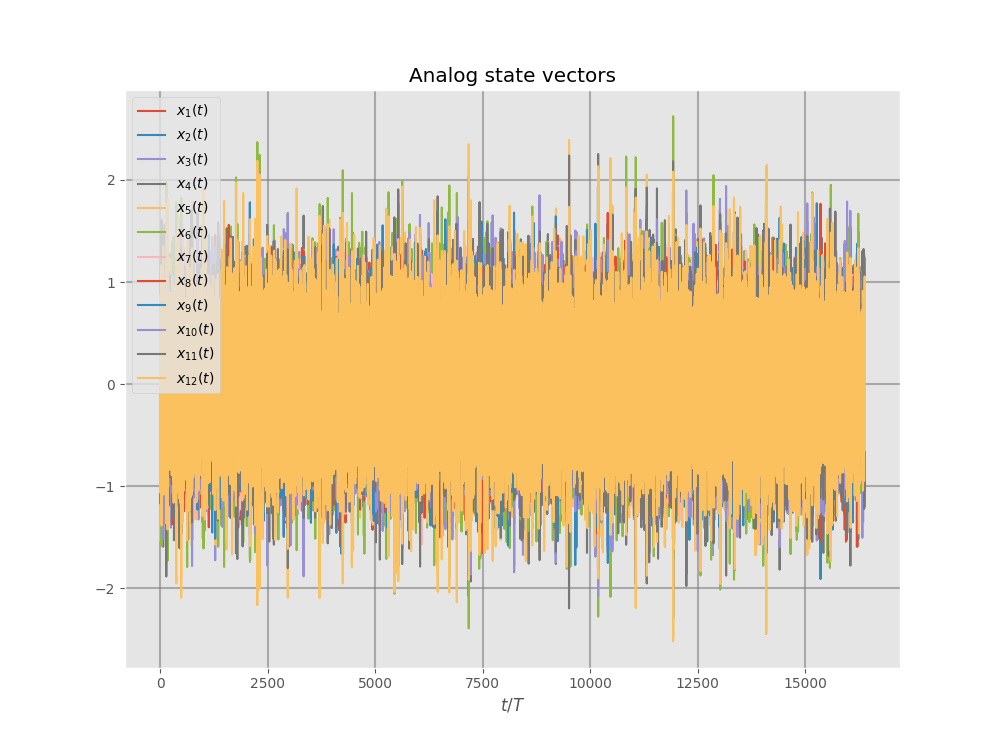 Analog state vectors
x₁(t)
x₂(t)
x₃(t)
x₄(t)
x₅(t)
x₆(t)
x₇(t)
x₈(t)
x₉(t)
x₁₀(t)
x₁₁(t)
x₁₂(t)
2
1
0
−1
−2
0 2500 5000 7500 10000 12500 15000
t/T